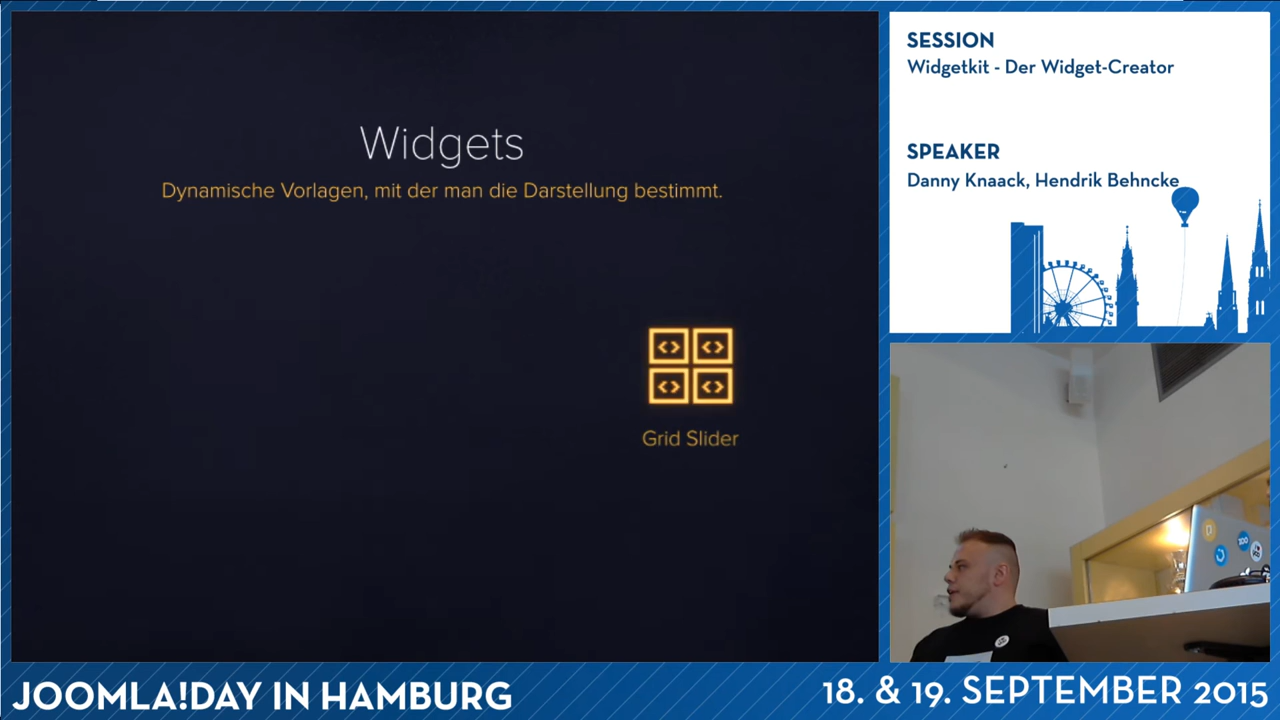 Widgets
Dynamische Vorlagen, mit der man die Darstellung bestimmt.
Grid Slider
SESSION
Widgetkit - Der Widget-Creator
SPEAKER
Danny Knaack, Hendrik Behncke
JOOMLA!DAY IN HAMBURG
18. & 19. SEPTEMBER 2015